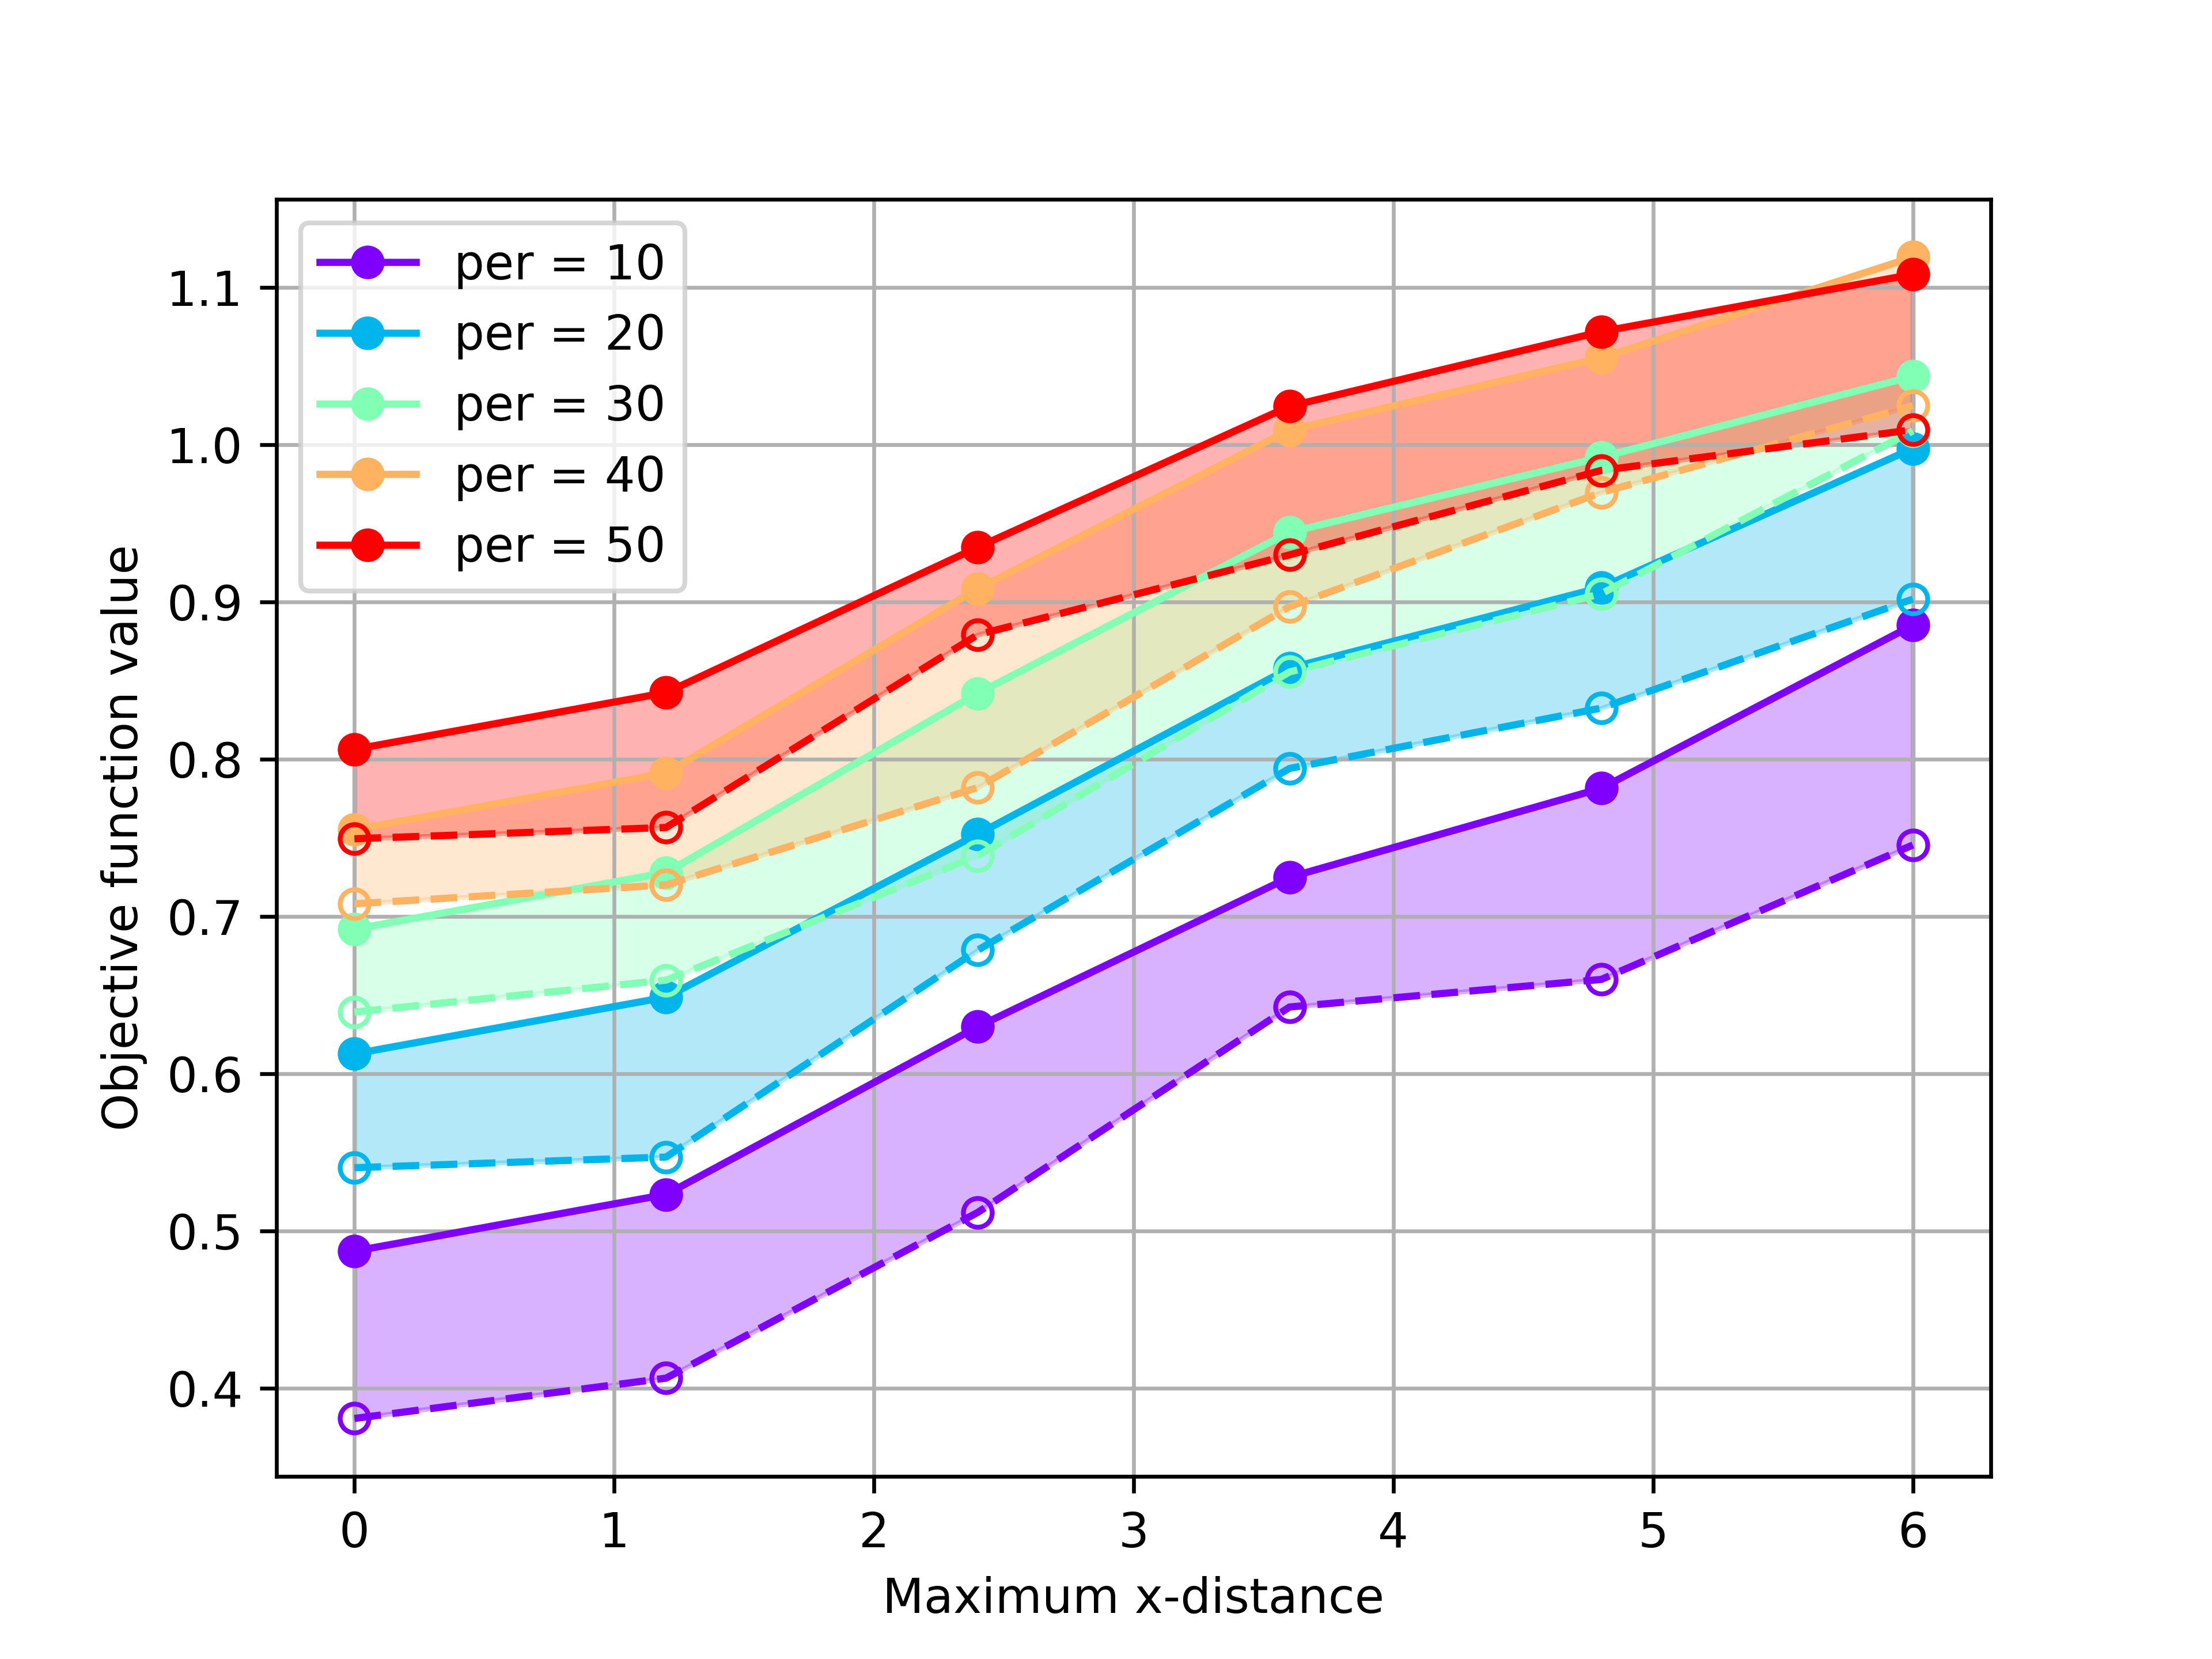 per = 10
per = 20
per = 30
per = 40
per = 50
1.1
1.0
0.9
0.8
0.7
0.6
0.5
0.4
Objective function value
0 1 2 3 4 5 6
Maximum x-distance